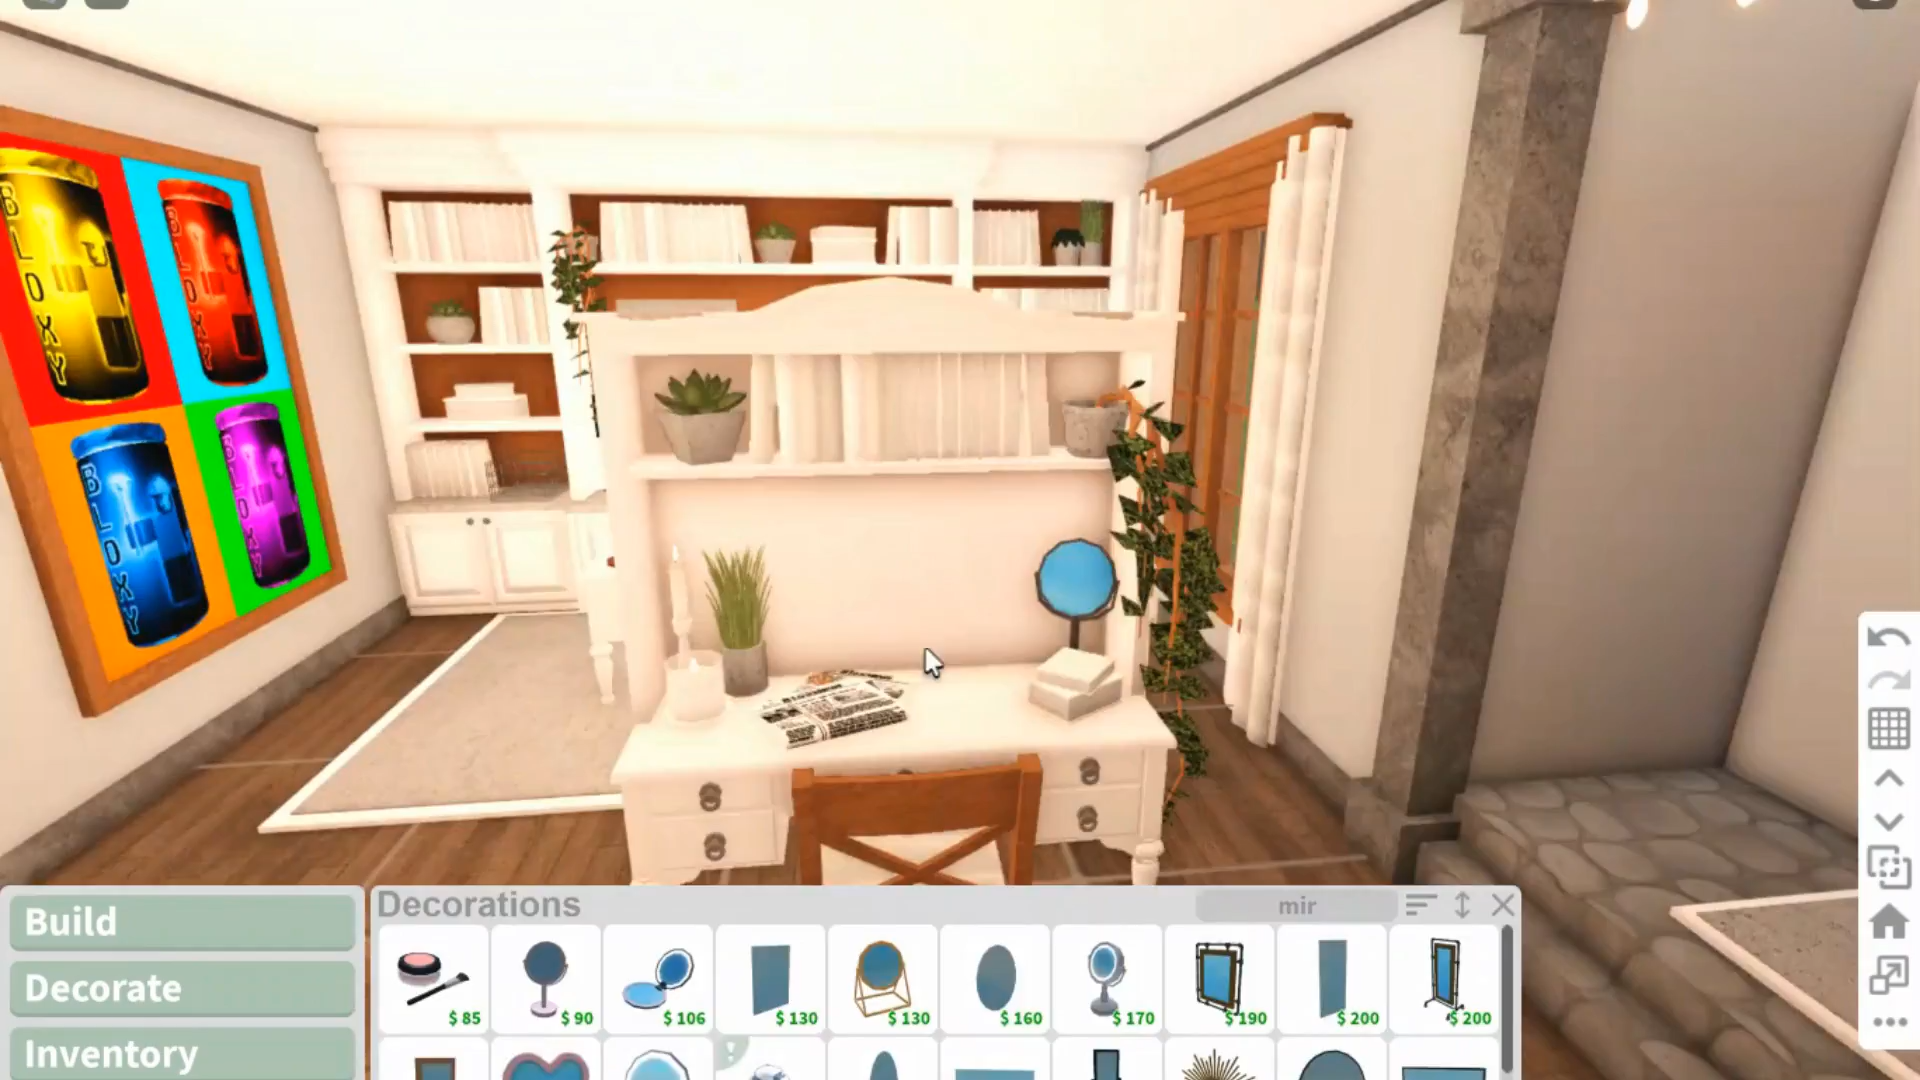 BLOXY
BLOXY
BLOXY
BLOXY
Build
Decorate
Inventory
Decorations
mir
$ 85
$ 90
$ 106
$ 130
$ 130
$ 160
$ 170
$ 190
$ 200
$ 200